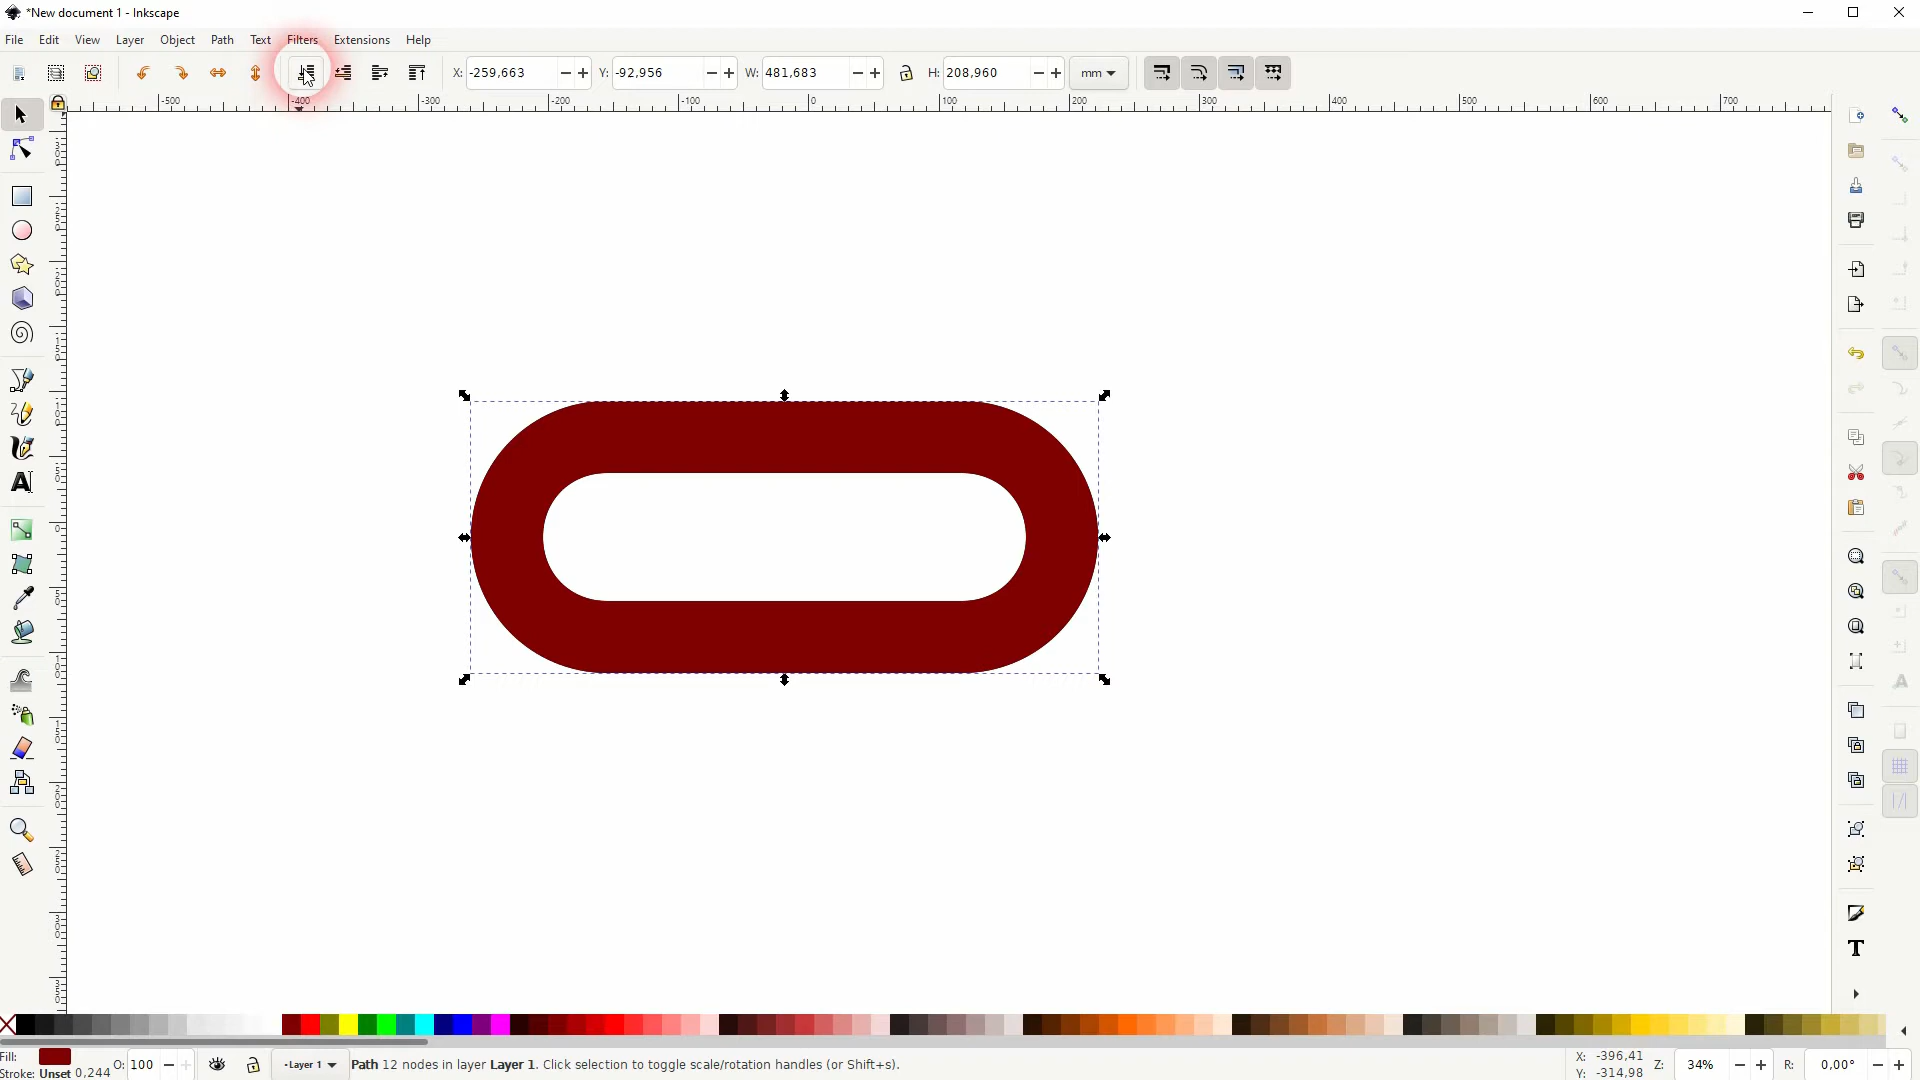 *New document 1 - Inkscape
File Edit View Layer Object Path Text Filters Extensions Help
X: -259,663 Y: -92,956 W: 481,683 H: 208,960 mm
-500 -400 -300 -200 -100 0 100 200 300 400 500 600 700
Fill:
Stroke: Unset 0,244 O: 100 -Layer 1 Path 12 nodes in layer Layer 1. Click selection to toggle scale/rotation handles (or Shift+s).
X: -396,41
Y: -314,98
Z: 34% R: 0,00°